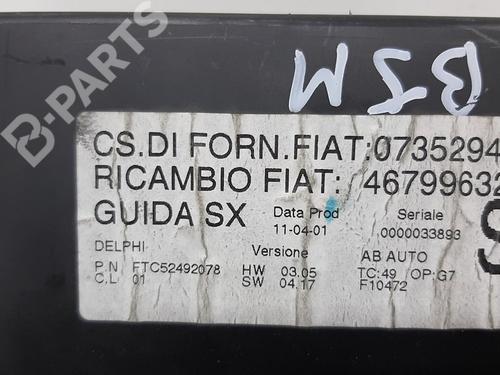 B-PARTS
BJM
CS.DI FORN.FIAT:0735294
RICAMBIO FIAT: 46799632
GUIDA SX Data Prod Seriale
11-04-01 .0000033893
DELPHI Versione AB AUTO
P.N FTC52492078 HW 03.05 TC:49 OP:G7
C.L 01 SW 04.17 F10472